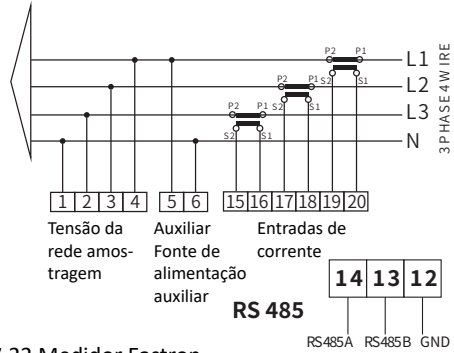 P2 P1
L1
P2 P1 S2 S1
L2
P2 P1 S2 S1
L3
S2 S1
N
3 PHASE 4 WIRE
1 2 3 4 5 6 15 16 17 18 19 20
Tensão da
rede amos-
tragem
Auxiliar
Fonte de
alimentação
auxiliar
Entradas de
corrente
14 13 12
RS 485
RS485A RS485B GND